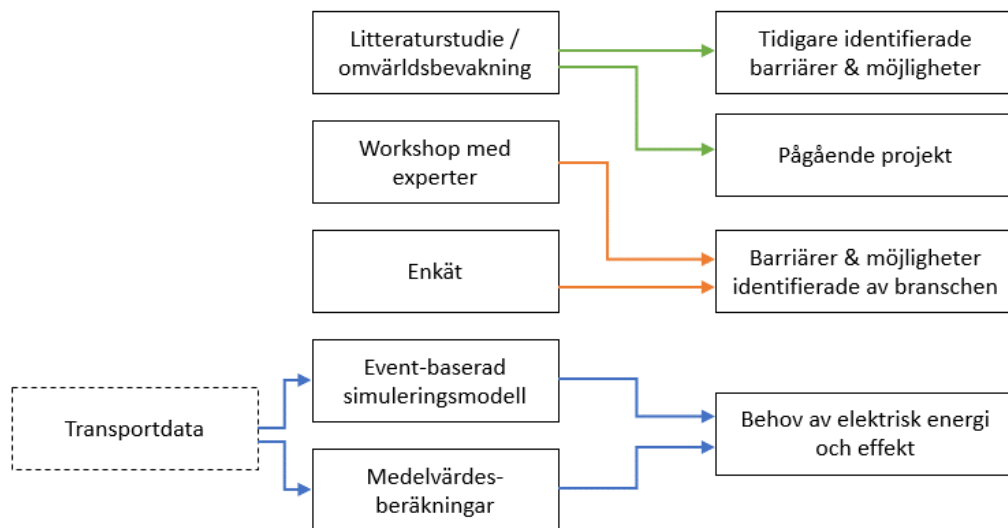 Litteraturstudie /
omvärldsbevakning
Tidigare identifierade
barriärer & möjligheter
Workshop med
experter
Pågående projekt
Enkät
Barriärer & möjligheter
identifierade av branschen
Transportdata
Event-baserad
simuleringsmodell
Medelvärdes-
beräkningar
Behov av elektrisk energi
och effekt